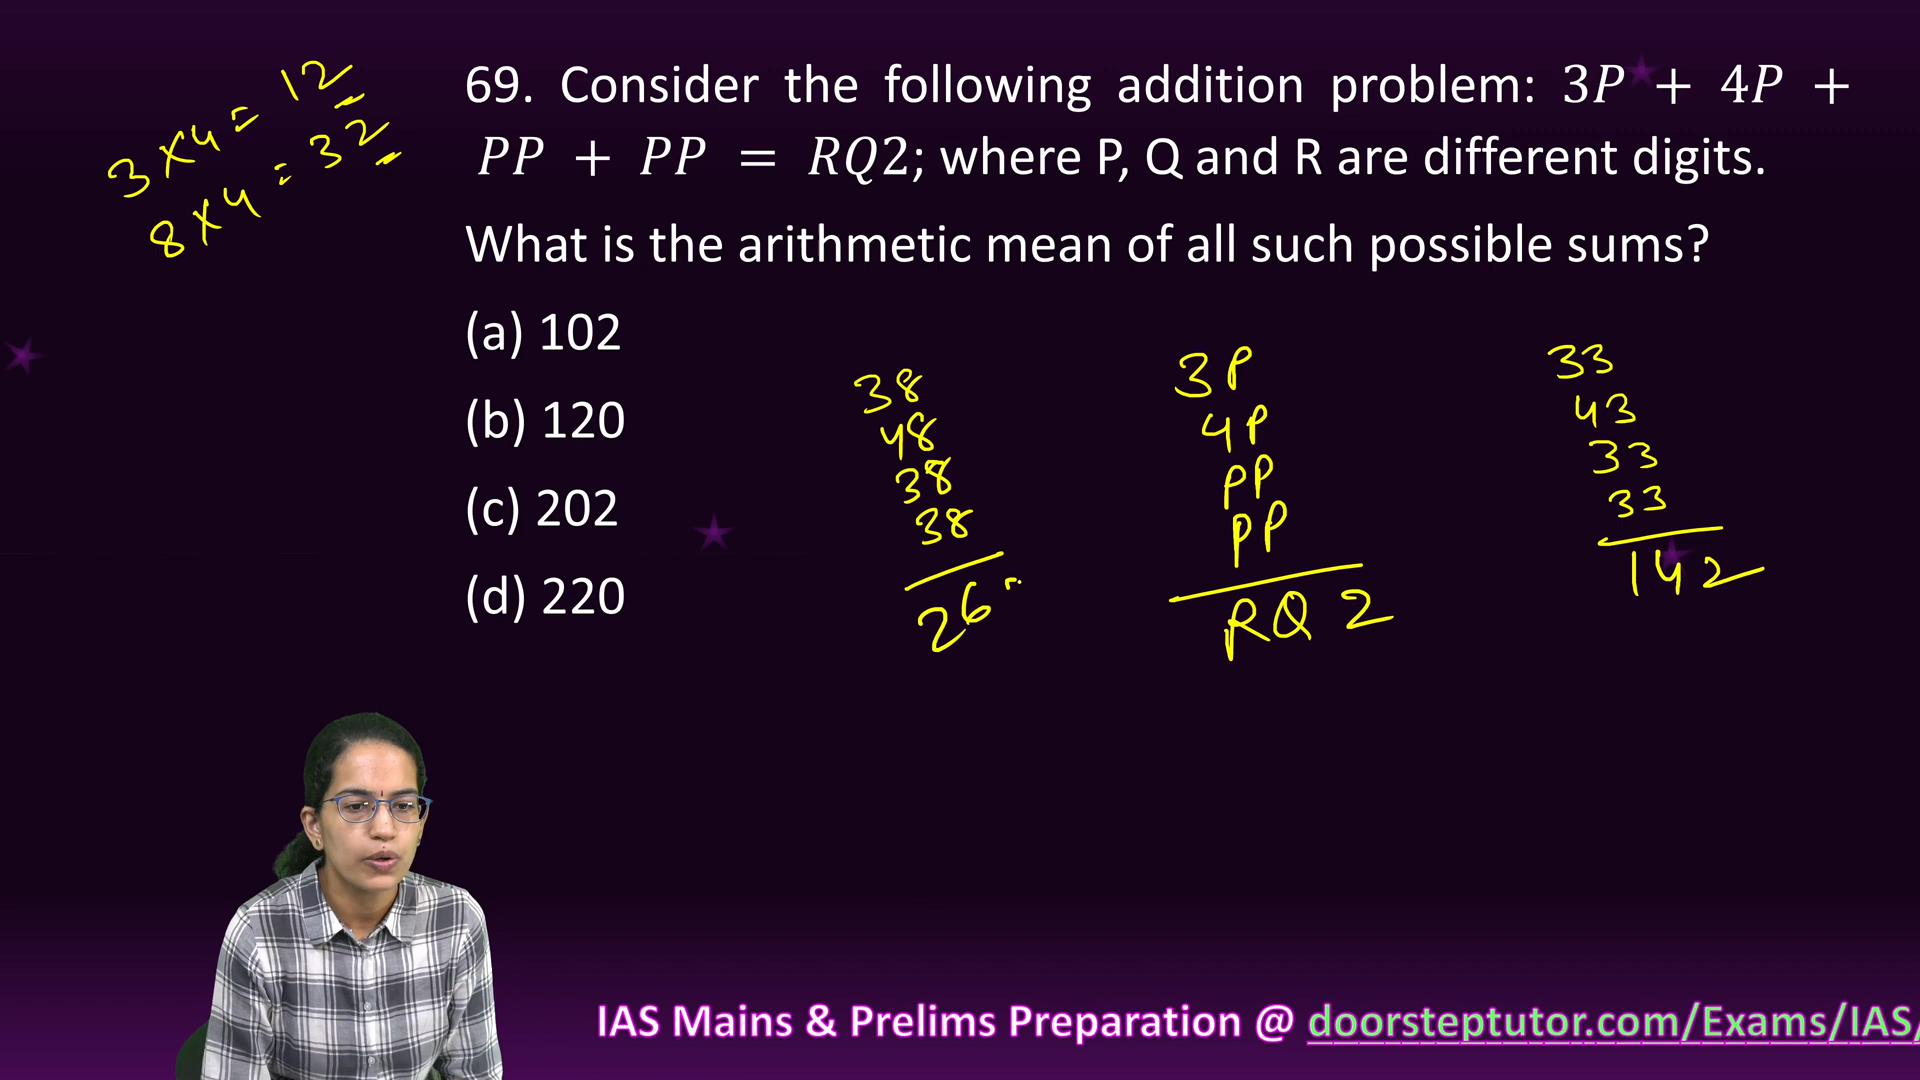 3 x 4 = 12
8 x 4 = 32
69. Consider the following addition problem: 3P + 4P +
PP + PP = RQ2; where P, Q and R are different digits.
What is the arithmetic mean of all such possible sums?
(a) 102
(b) 120
(c) 202
(d) 220
38
48
38
38
26
3P
4P
PP
PP
RQ2
33
43
33
33
142
IAS Mains & Prelims Preparation @ doorsteptutor.com/Exams/IAS/